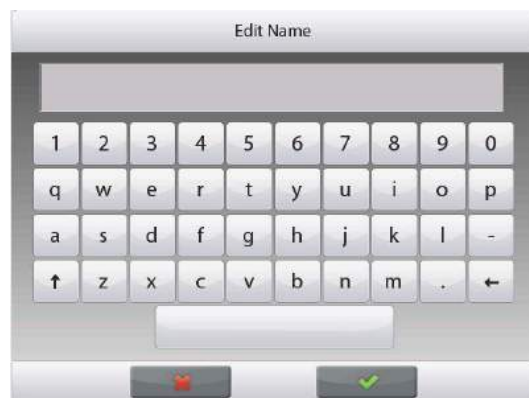 Edit Name
1 2 3 4 5 6 7 8 9 0
q w e r t y u i o p
a s d f g h j k l -
↑ z x c v b n m . ←